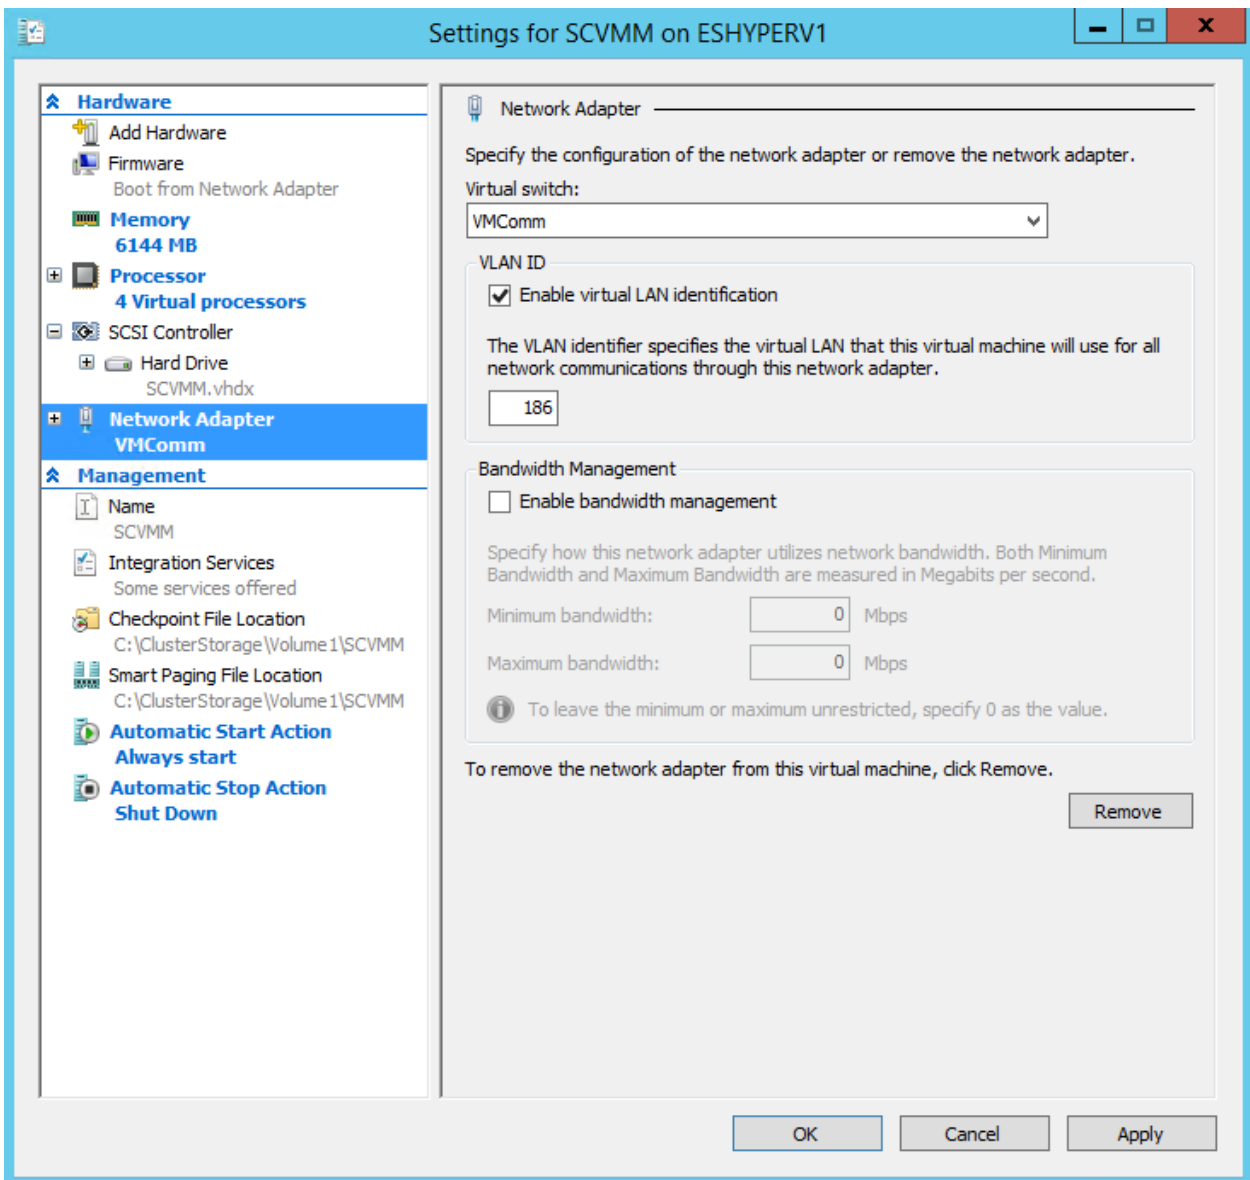 Settings for SCVMM on ESHYPERV1
Hardware
Add Hardware
Firmware
Boot from Network Adapter
Memory
6144 MB
Processor
4 Virtual processors
SCSI Controller
Hard Drive
SCVMM.vhdx
Network Adapter
VMComm
Management
Name
SCVMM
Integration Services
Some services offered
Checkpoint File Location
C:\ClusterStorage\Volume1\SCVMM
Smart Paging File Location
C:\ClusterStorage\Volume1\SCVMM
Automatic Start Action
Always start
Automatic Stop Action
Shut Down
Network Adapter
Specify the configuration of the network adapter or remove the network adapter.
Virtual switch:
VMComm
VLAN ID
Enable virtual LAN identification
The VLAN identifier specifies the virtual LAN that this virtual machine will use for all
network communications through this network adapter.
186
Bandwidth Management
Enable bandwidth management
Specify how this network adapter utilizes network bandwidth. Both Minimum
Bandwidth and Maximum Bandwidth are measured in Megabits per second.
Minimum bandwidth: 0 Mbps
Maximum bandwidth: 0 Mbps
To leave the minimum or maximum unrestricted, specify 0 as the value.
To remove the network adapter from this virtual machine, click Remove.
Remove
OK Cancel Apply